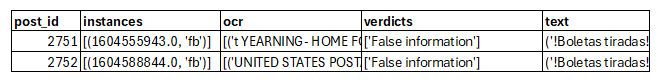 post_id instances ocr verdicts text
2751 [(1604555943.0, 'fb')] [('t YEARNING- HOME FO ['False information'] ('!Boletas tiradas!
2752 [(1604588844.0, 'fb')] [('UNITED STATES POST. ['False information'] ('!Boletas tiradas!